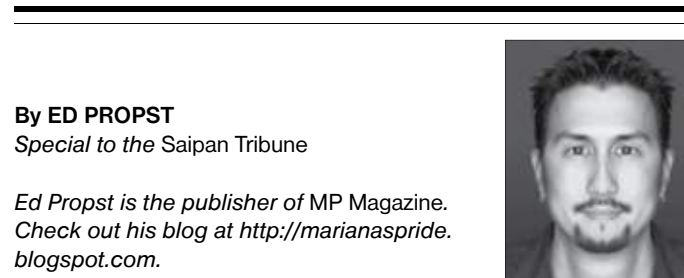 By ED PROPST
Special to the Saipan Tribune
Ed Propst is the publisher of MP Magazine.
Check out his blog at http://marianaspride.
blogspot.com.